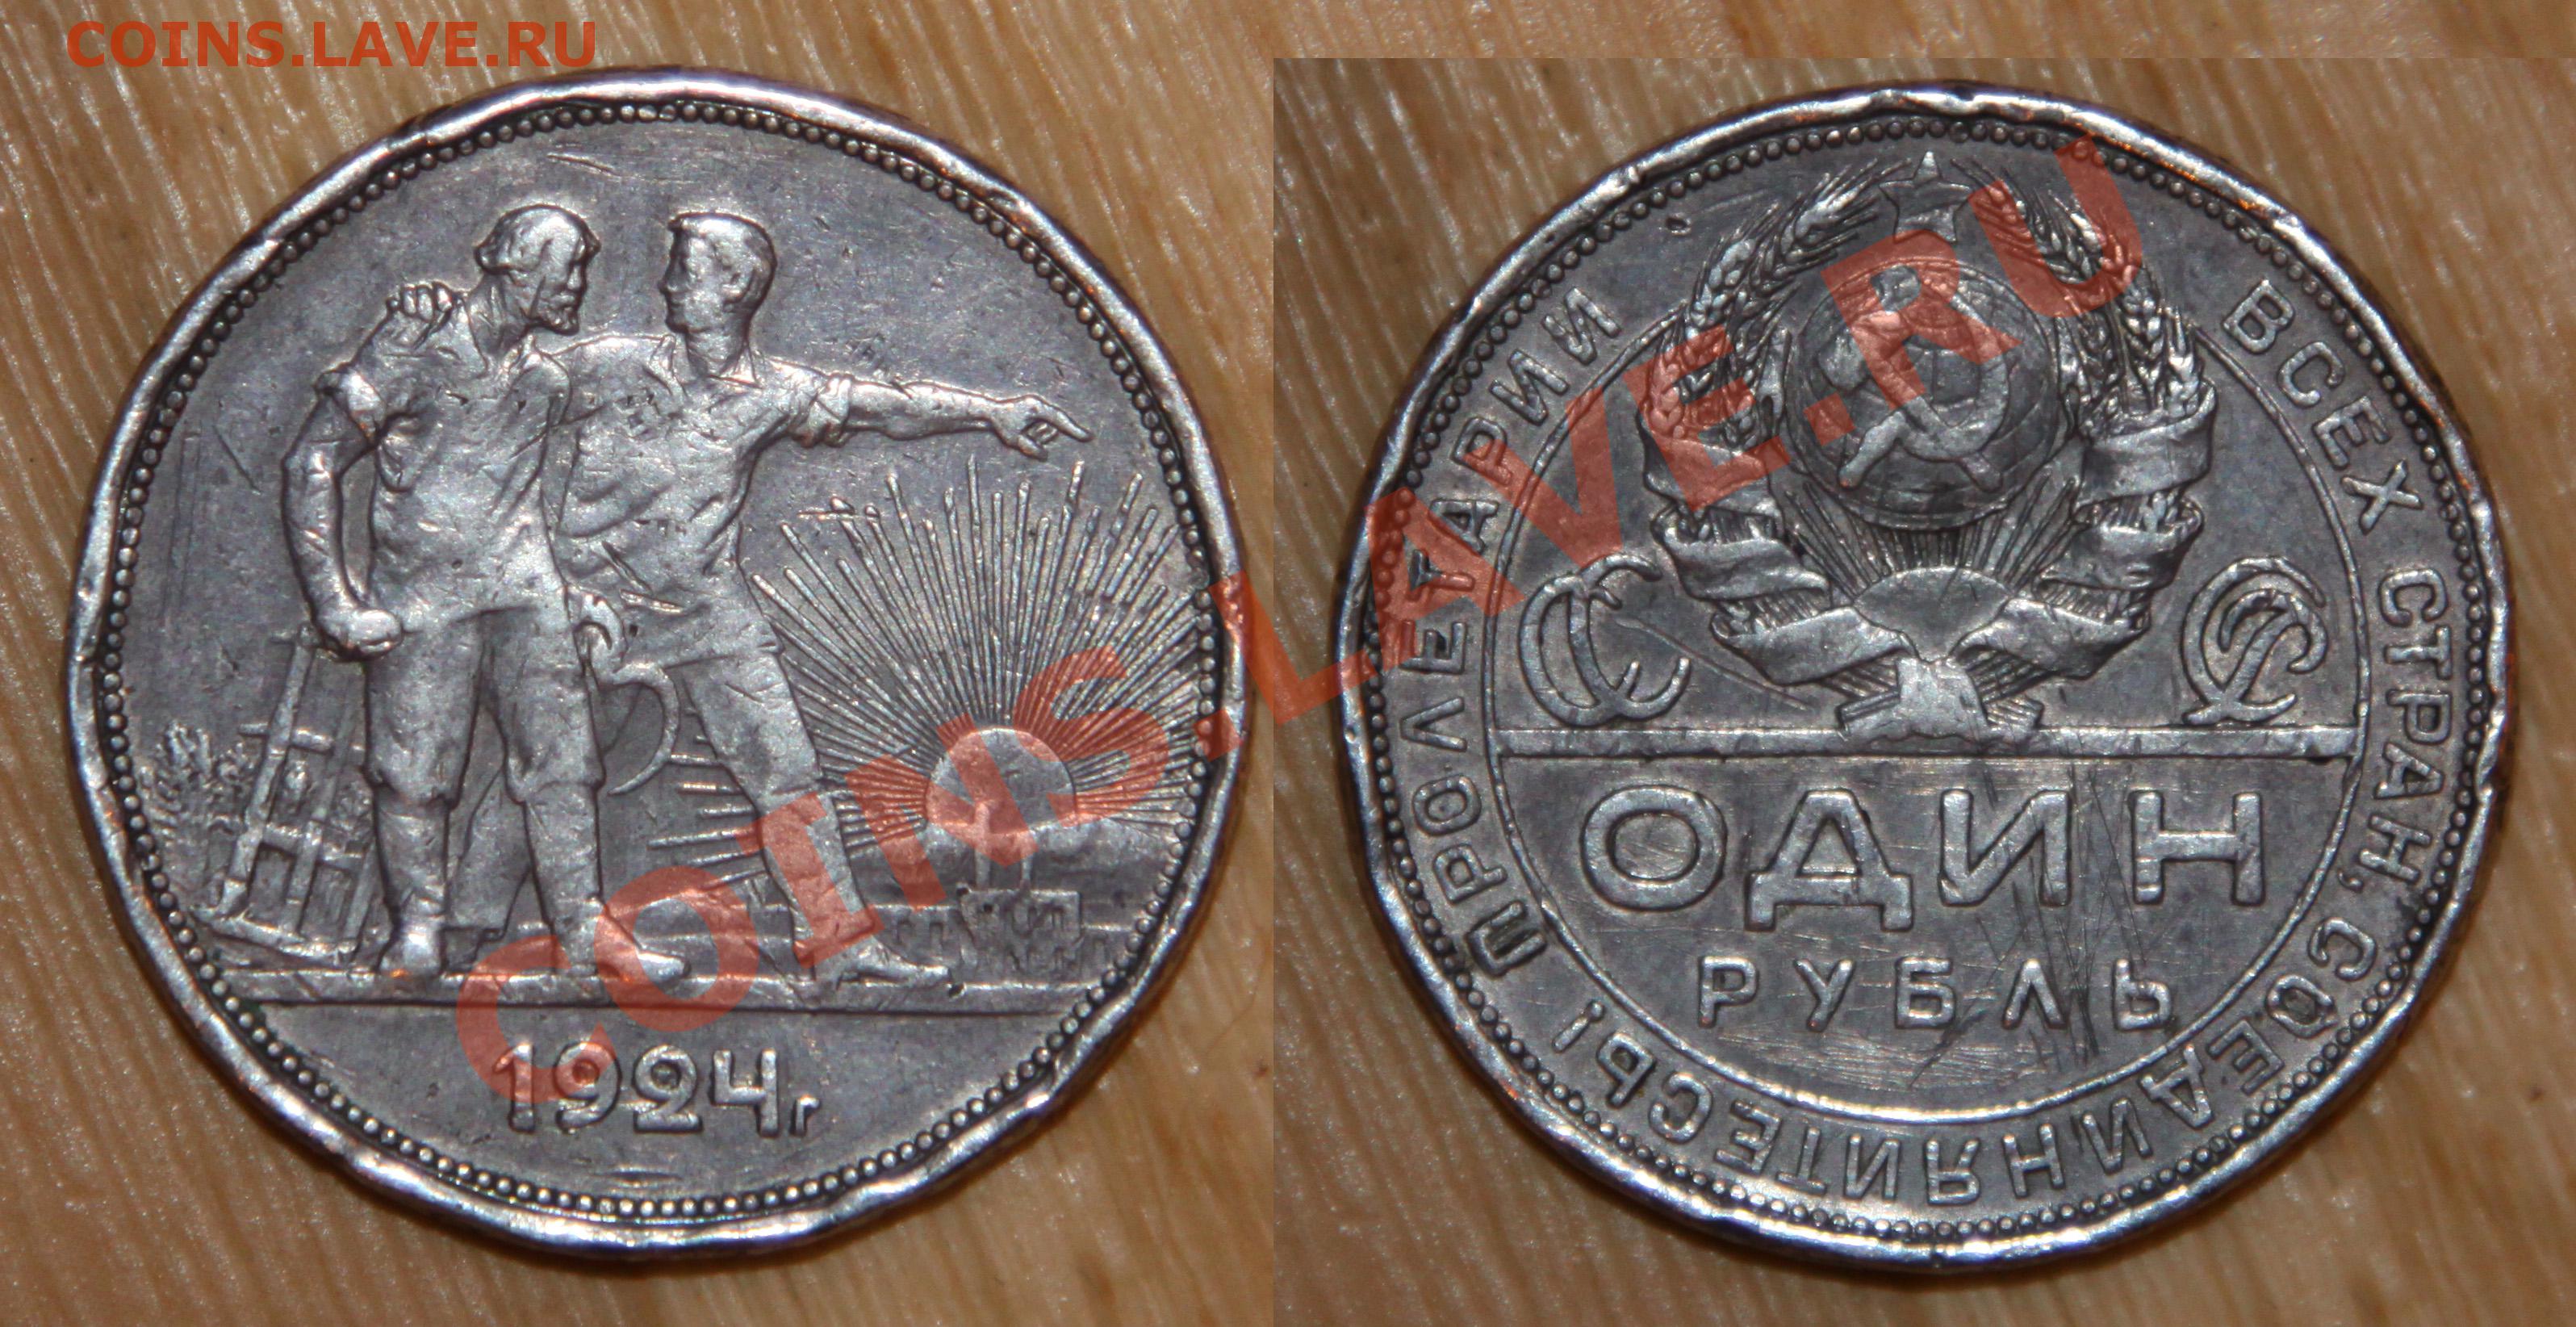 COINS.LAVE.RU
1924г
ПРОЛЕТАРИИ ВСЕХ СТРАН, СОЕДИНЯЙТЕСЬ!
СССР
ОДИН
РУБЛЬ
COINS.LAVE.RU